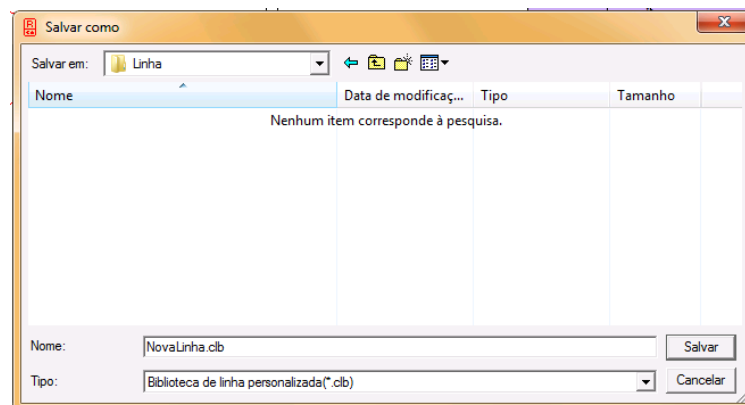 Salvar como
Salvar em: Linha
Nome Data de modificaç... Tipo Tamanho
Nenhum item corresponde à pesquisa.
Nome: NovaLinha.clb Salvar
Tipo: Biblioteca de linha personalizada(*.clb) Cancelar